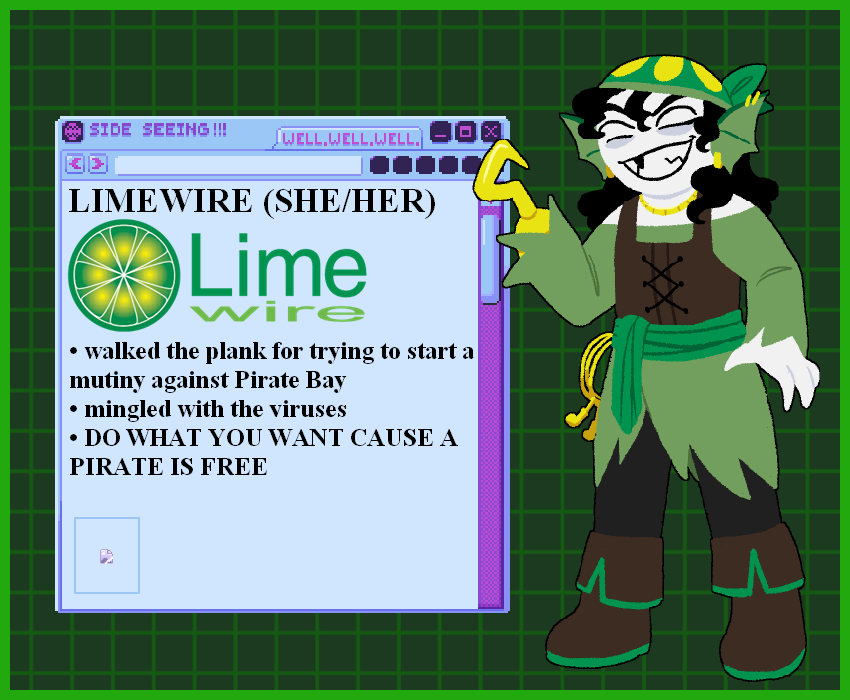 SIDE SEEING!!!
WELL.WELL.WELL.
LIMEWIRE (SHE/HER)
Lime
wire
• walked the plank for trying to start a
mutiny against Pirate Bay
• mingled with the viruses
• DO WHAT YOU WANT CAUSE A
PIRATE IS FREE